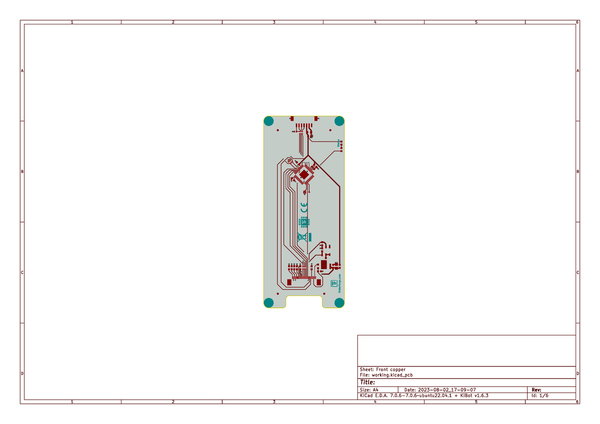 1 2 3 4 5 6
A A
B B
C C
D D
Sheet: Front copper
File: working.kicad_pcb
Title:
Size: A4 Date: 2023-08-02_17-09-07 Rev:
KiCad E.D.A. 7.0.6-7.0.6~ubuntu22.04.1 + KiBot v1.6.3 Id: 1/6
1 2 3 4 5 6